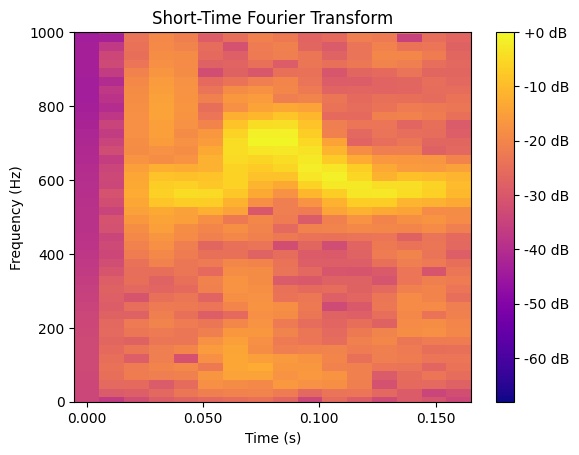 Short-Time Fourier Transform
Frequency (Hz)
1000
800
600
400
200
0
0.000
0.050
0.100
0.150
Time (s)
+0 dB
-10 dB
-20 dB
-30 dB
-40 dB
-50 dB
-60 dB